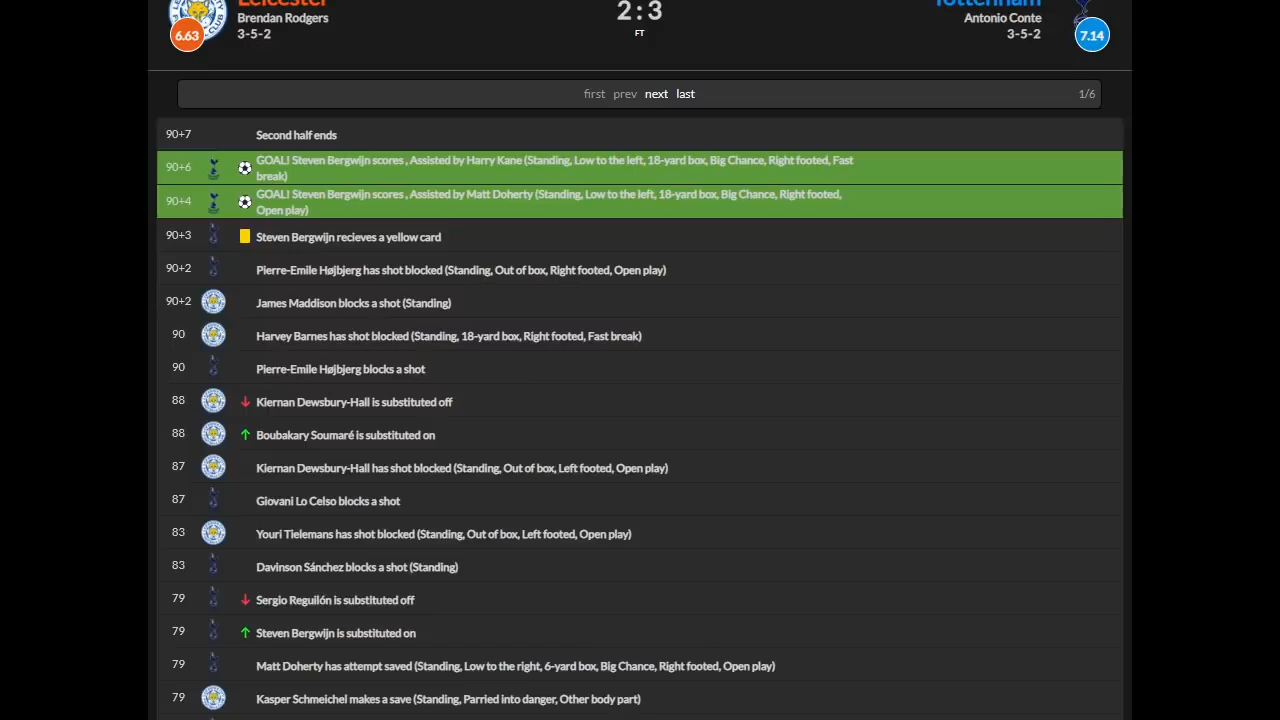 Leicester
Brendan Rodgers
3-5-2
6.63
2 : 3
FT
Tottenham
Antonio Conte
3-5-2
7.14
first prev next last
1/6
90+7 Second half ends
90+6 GOAL! Steven Bergwijn scores , Assisted by Harry Kane (Standing, Low to the left, 18-yard box, Big Chance, Right footed, Fast
break)
90+4 GOAL! Steven Bergwijn scores , Assisted by Matt Doherty (Standing, Low to the left, 18-yard box, Big Chance, Right footed,
Open play)
90+3 Steven Bergwijn recieves a yellow card
90+2 Pierre-Emile Højbjerg has shot blocked (Standing, Out of box, Right footed, Open play)
90+2 James Maddison blocks a shot (Standing)
90 Harvey Barnes has shot blocked (Standing, 18-yard box, Right footed, Fast break)
90 Pierre-Emile Højbjerg blocks a shot
88 Kiernan Dewsbury-Hall is substituted off
88 Boubakary Soumaré is substituted on
87 Kiernan Dewsbury-Hall has shot blocked (Standing, Out of box, Left footed, Open play)
87 Giovani Lo Celso blocks a shot
83 Youri Tielemans has shot blocked (Standing, Out of box, Left footed, Open play)
83 Davinson Sánchez blocks a shot (Standing)
79 Sergio Reguilón is substituted off
79 Steven Bergwijn is substituted on
79 Matt Doherty has attempt saved (Standing, Low to the right, 6-yard box, Big Chance, Right footed, Open play)
79 Kasper Schmeichel makes a save (Standing, Parried into danger, Other body part)